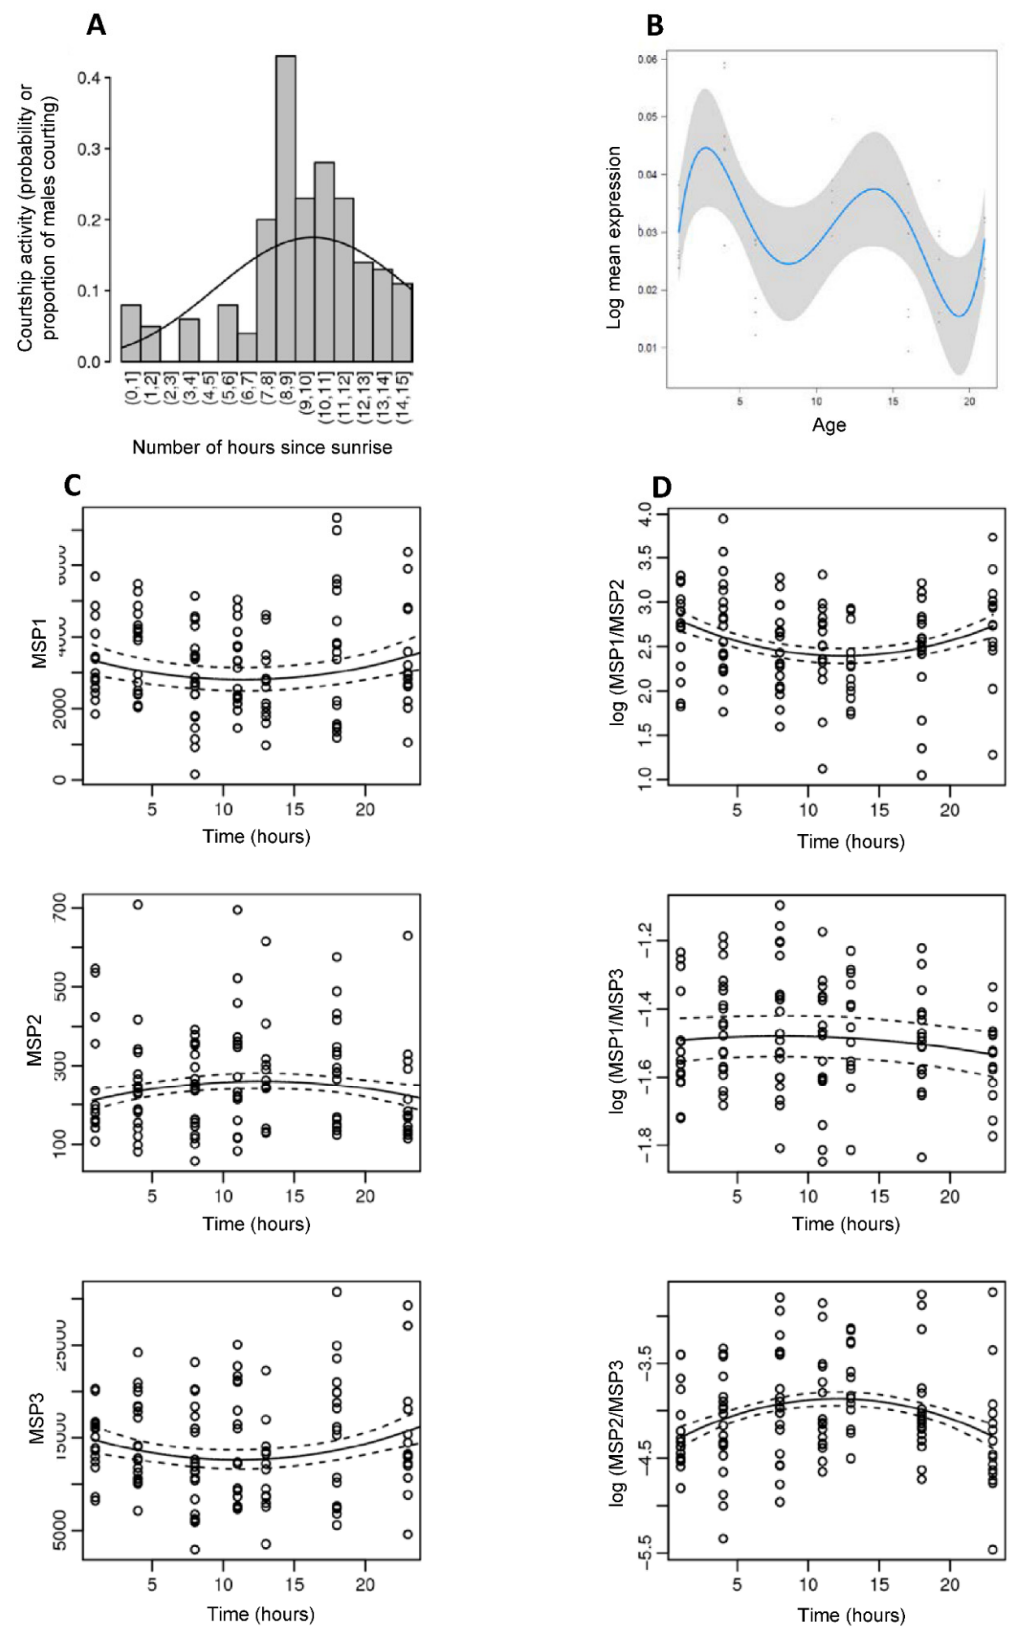 A
Courtship activity (probability or
proportion of males courting)
0.4
0.3
0.2
0.1
0.0
(0,1]
(1,2]
(2,3]
(3,4]
(4,5]
(5,6]
(6,7]
(7,8]
(8,9]
(9,10]
(10,11]
(11,12]
(12,13]
(13,14]
(14,15]
Number of hours since sunrise
B
Log mean expression
0.06
0.05
0.04
0.03
0.02
0.01
5 10 15 20
Age
C
MSP1
6000
4000
2000
0
5 10 15 20
Time (hours)
D
log (MSP1/MSP2
4.0
3.5
3.0
2.5
2.0
1.5
1.0
5 10 15 20
Time (hours)
MSP2
700
500
300
100
5 10 15 20
Time (hours)
log (MSP1/MSP3
−1.2
−1.4
−1.6
−1.8
5 10 15 20
Time (hours)
MSP3
25000
15000
5000
5 10 15 20
Time (hours)
log (MSP2/MSP3
−3.5
−4.5
−5.5
5 10 15 20
Time (hours)